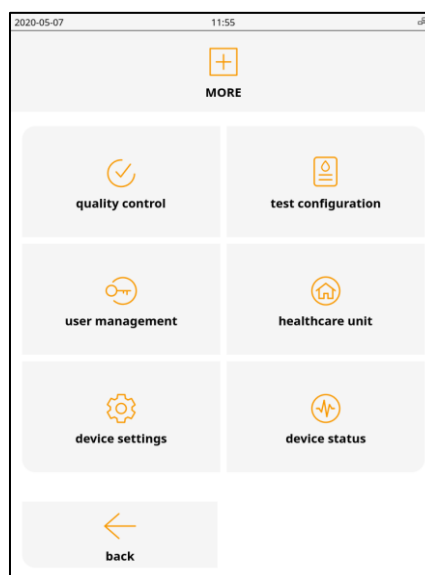 2020-05-07 11:55
MORE
quality control test configuration
user management healthcare unit
device settings device status
back